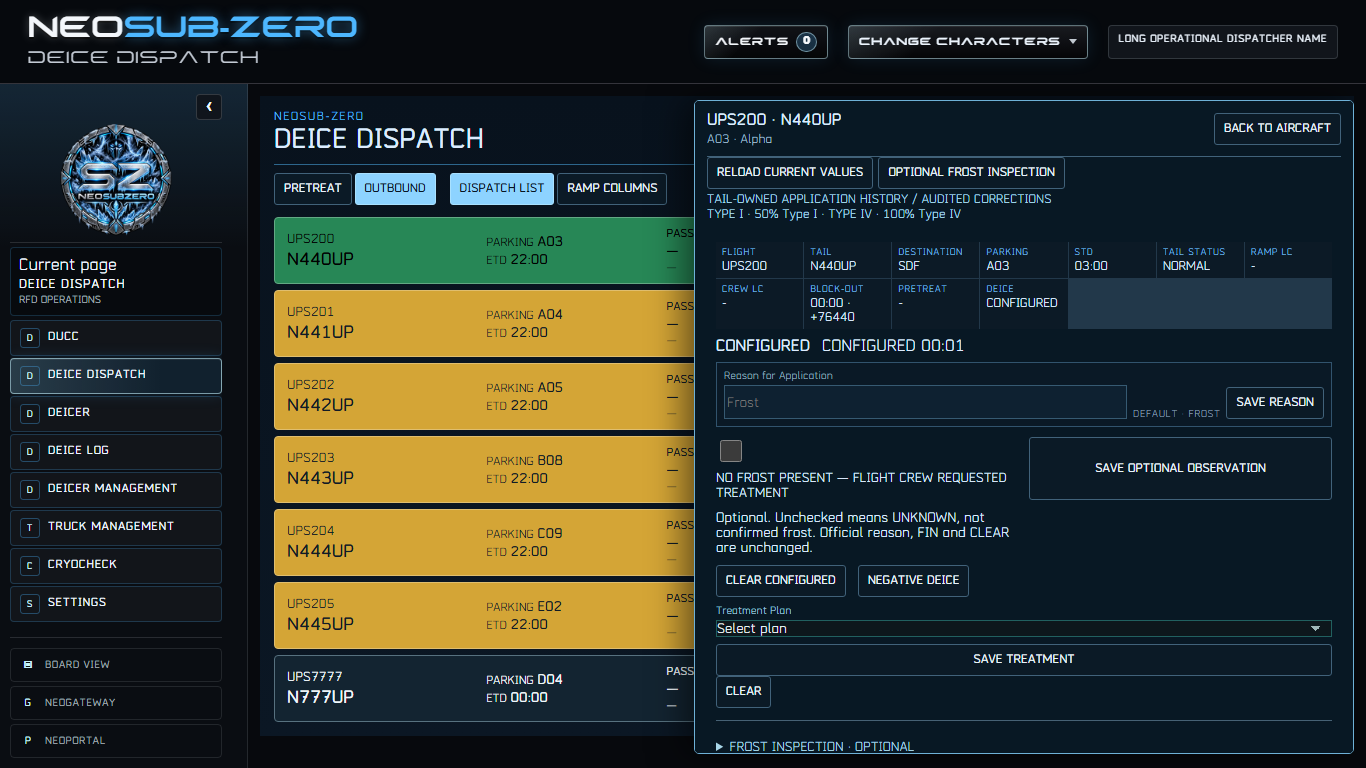 NEOSUB-ZERO
DEICE DISPATCH
ALERTS 0
CHANGE CHARACTERS
LONG OPERATIONAL DISPATCHER NAME
SZ
NEOSUBZERO
Current page
DEICE DISPATCH
RFD OPERATIONS
D DUCC
D DEICE DISPATCH
D DEICER
D DEICE LOG
D DEICER MANAGEMENT
T TRUCK MANAGEMENT
C CRYOCHECK
S SETTINGS
BOARD VIEW
G NEOGATEWAY
P NEOPORTAL
NEOSUB-ZERO
DEICE DISPATCH
PRETREAT OUTBOUND DISPATCH LIST RAMP COLUMNS
UPS200 PARKING A03 PASS
N440UP ETD 22:00 —
—
UPS201 PARKING A04 PASS
N441UP ETD 22:00 —
—
UPS202 PARKING A05 PASS
N442UP ETD 22:00 —
—
UPS203 PARKING B08 PASS
N443UP ETD 22:00 —
—
UPS204 PARKING C09 PASS
N444UP ETD 22:00 —
—
UPS205 PARKING E02 PASS
N445UP ETD 22:00 —
—
UPS7777 PARKING D04 PASS
N777UP ETD 00:00 —
—
UPS200 · N440UP
A03 · Alpha
BACK TO AIRCRAFT
RELOAD CURRENT VALUES OPTIONAL FROST INSPECTION
TAIL-OWNED APPLICATION HISTORY / AUDITED CORRECTIONS
TYPE I · 50% Type I · TYPE IV · 100% Type IV
FLIGHT TAIL DESTINATION PARKING STD TAIL STATUS RAMP LC
UPS200 N440UP SDF A03 03:00 NORMAL -
CREW LC BLOCK-OUT PRETREAT DEICE
- 00:00 · - CONFIGURED
+76440
CONFIGURED CONFIGURED 00:01
Reason for Application
Frost
DEFAULT · FROST
SAVE REASON
NO FROST PRESENT — FLIGHT CREW REQUESTED
TREATMENT
SAVE OPTIONAL OBSERVATION
Optional. Unchecked means UNKNOWN, not
confirmed frost. Official reason, FIN and CLEAR
are unchanged.
CLEAR CONFIGURED NEGATIVE DEICE
Treatment Plan
Select plan
SAVE TREATMENT
CLEAR
FROST INSPECTION · OPTIONAL